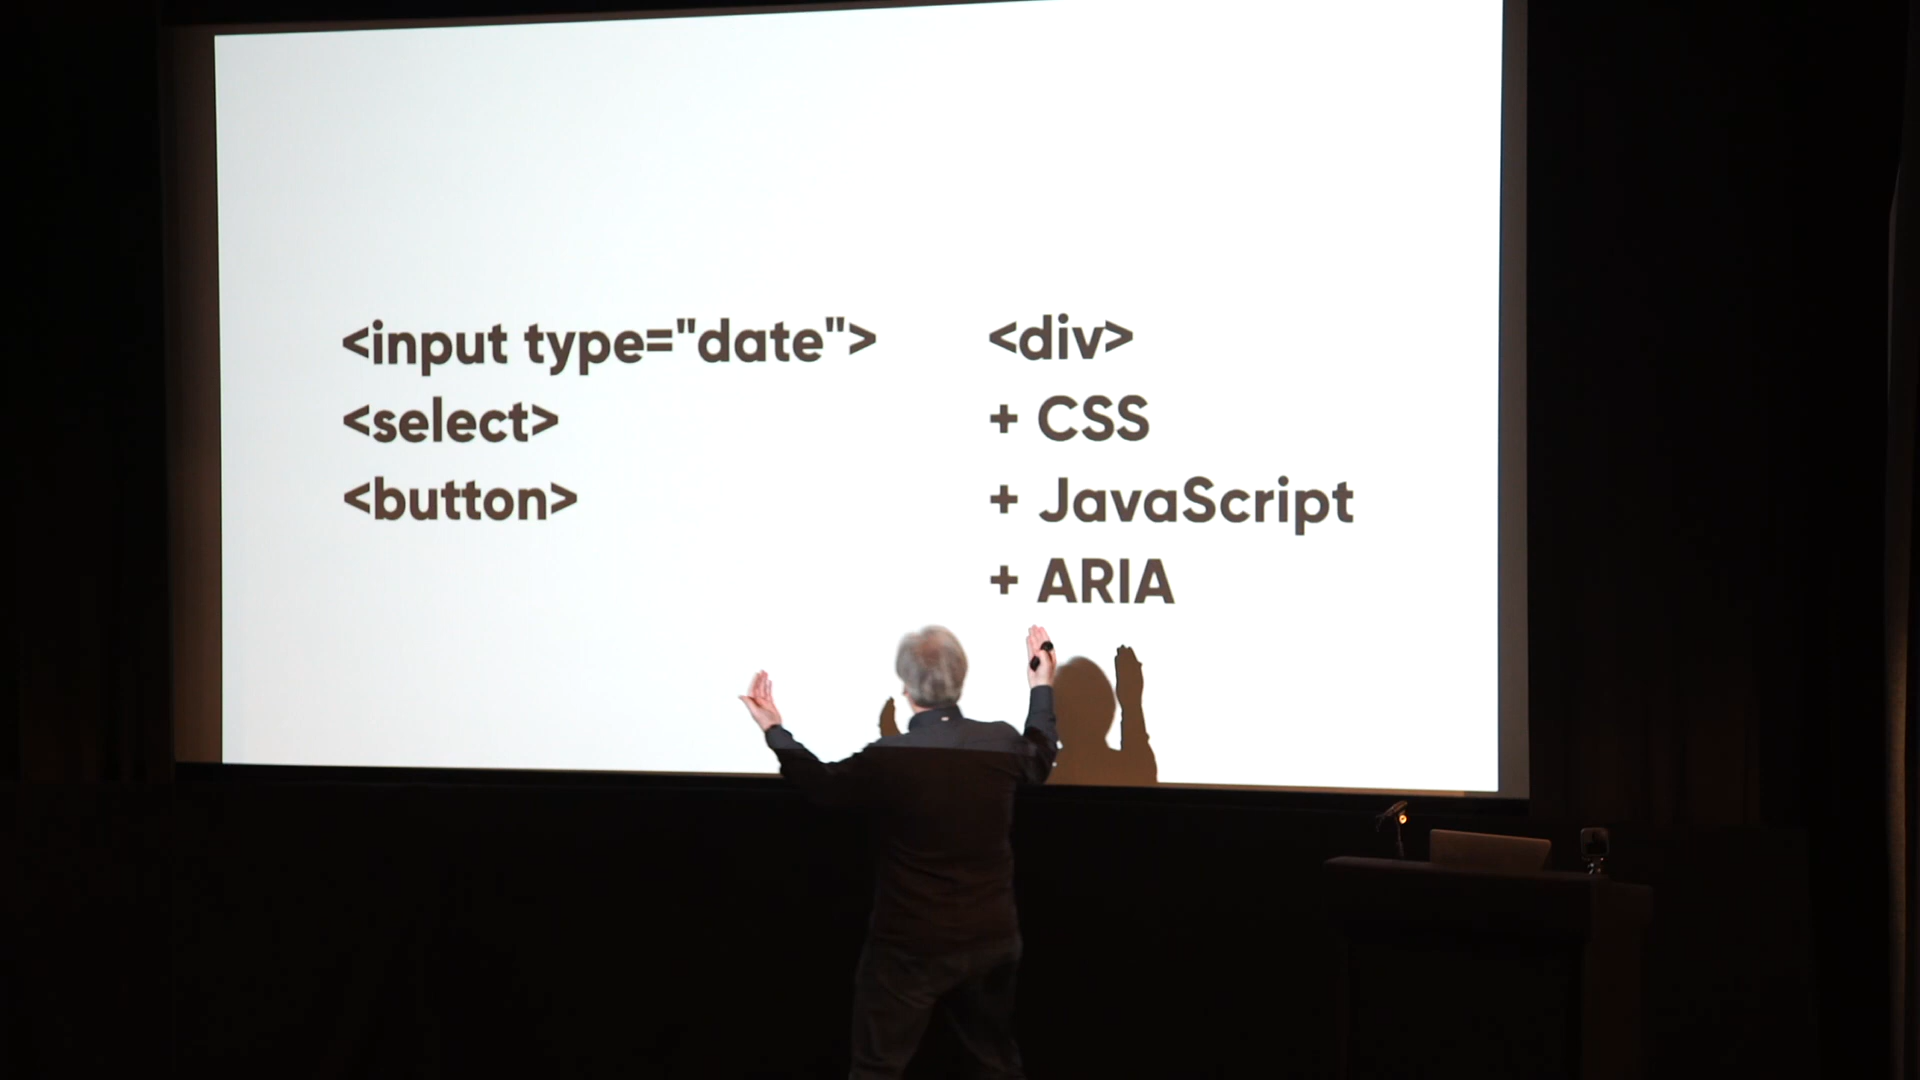 <input type="date">
<select>
<button>
<div>
+ CSS
+ JavaScript
+ ARIA